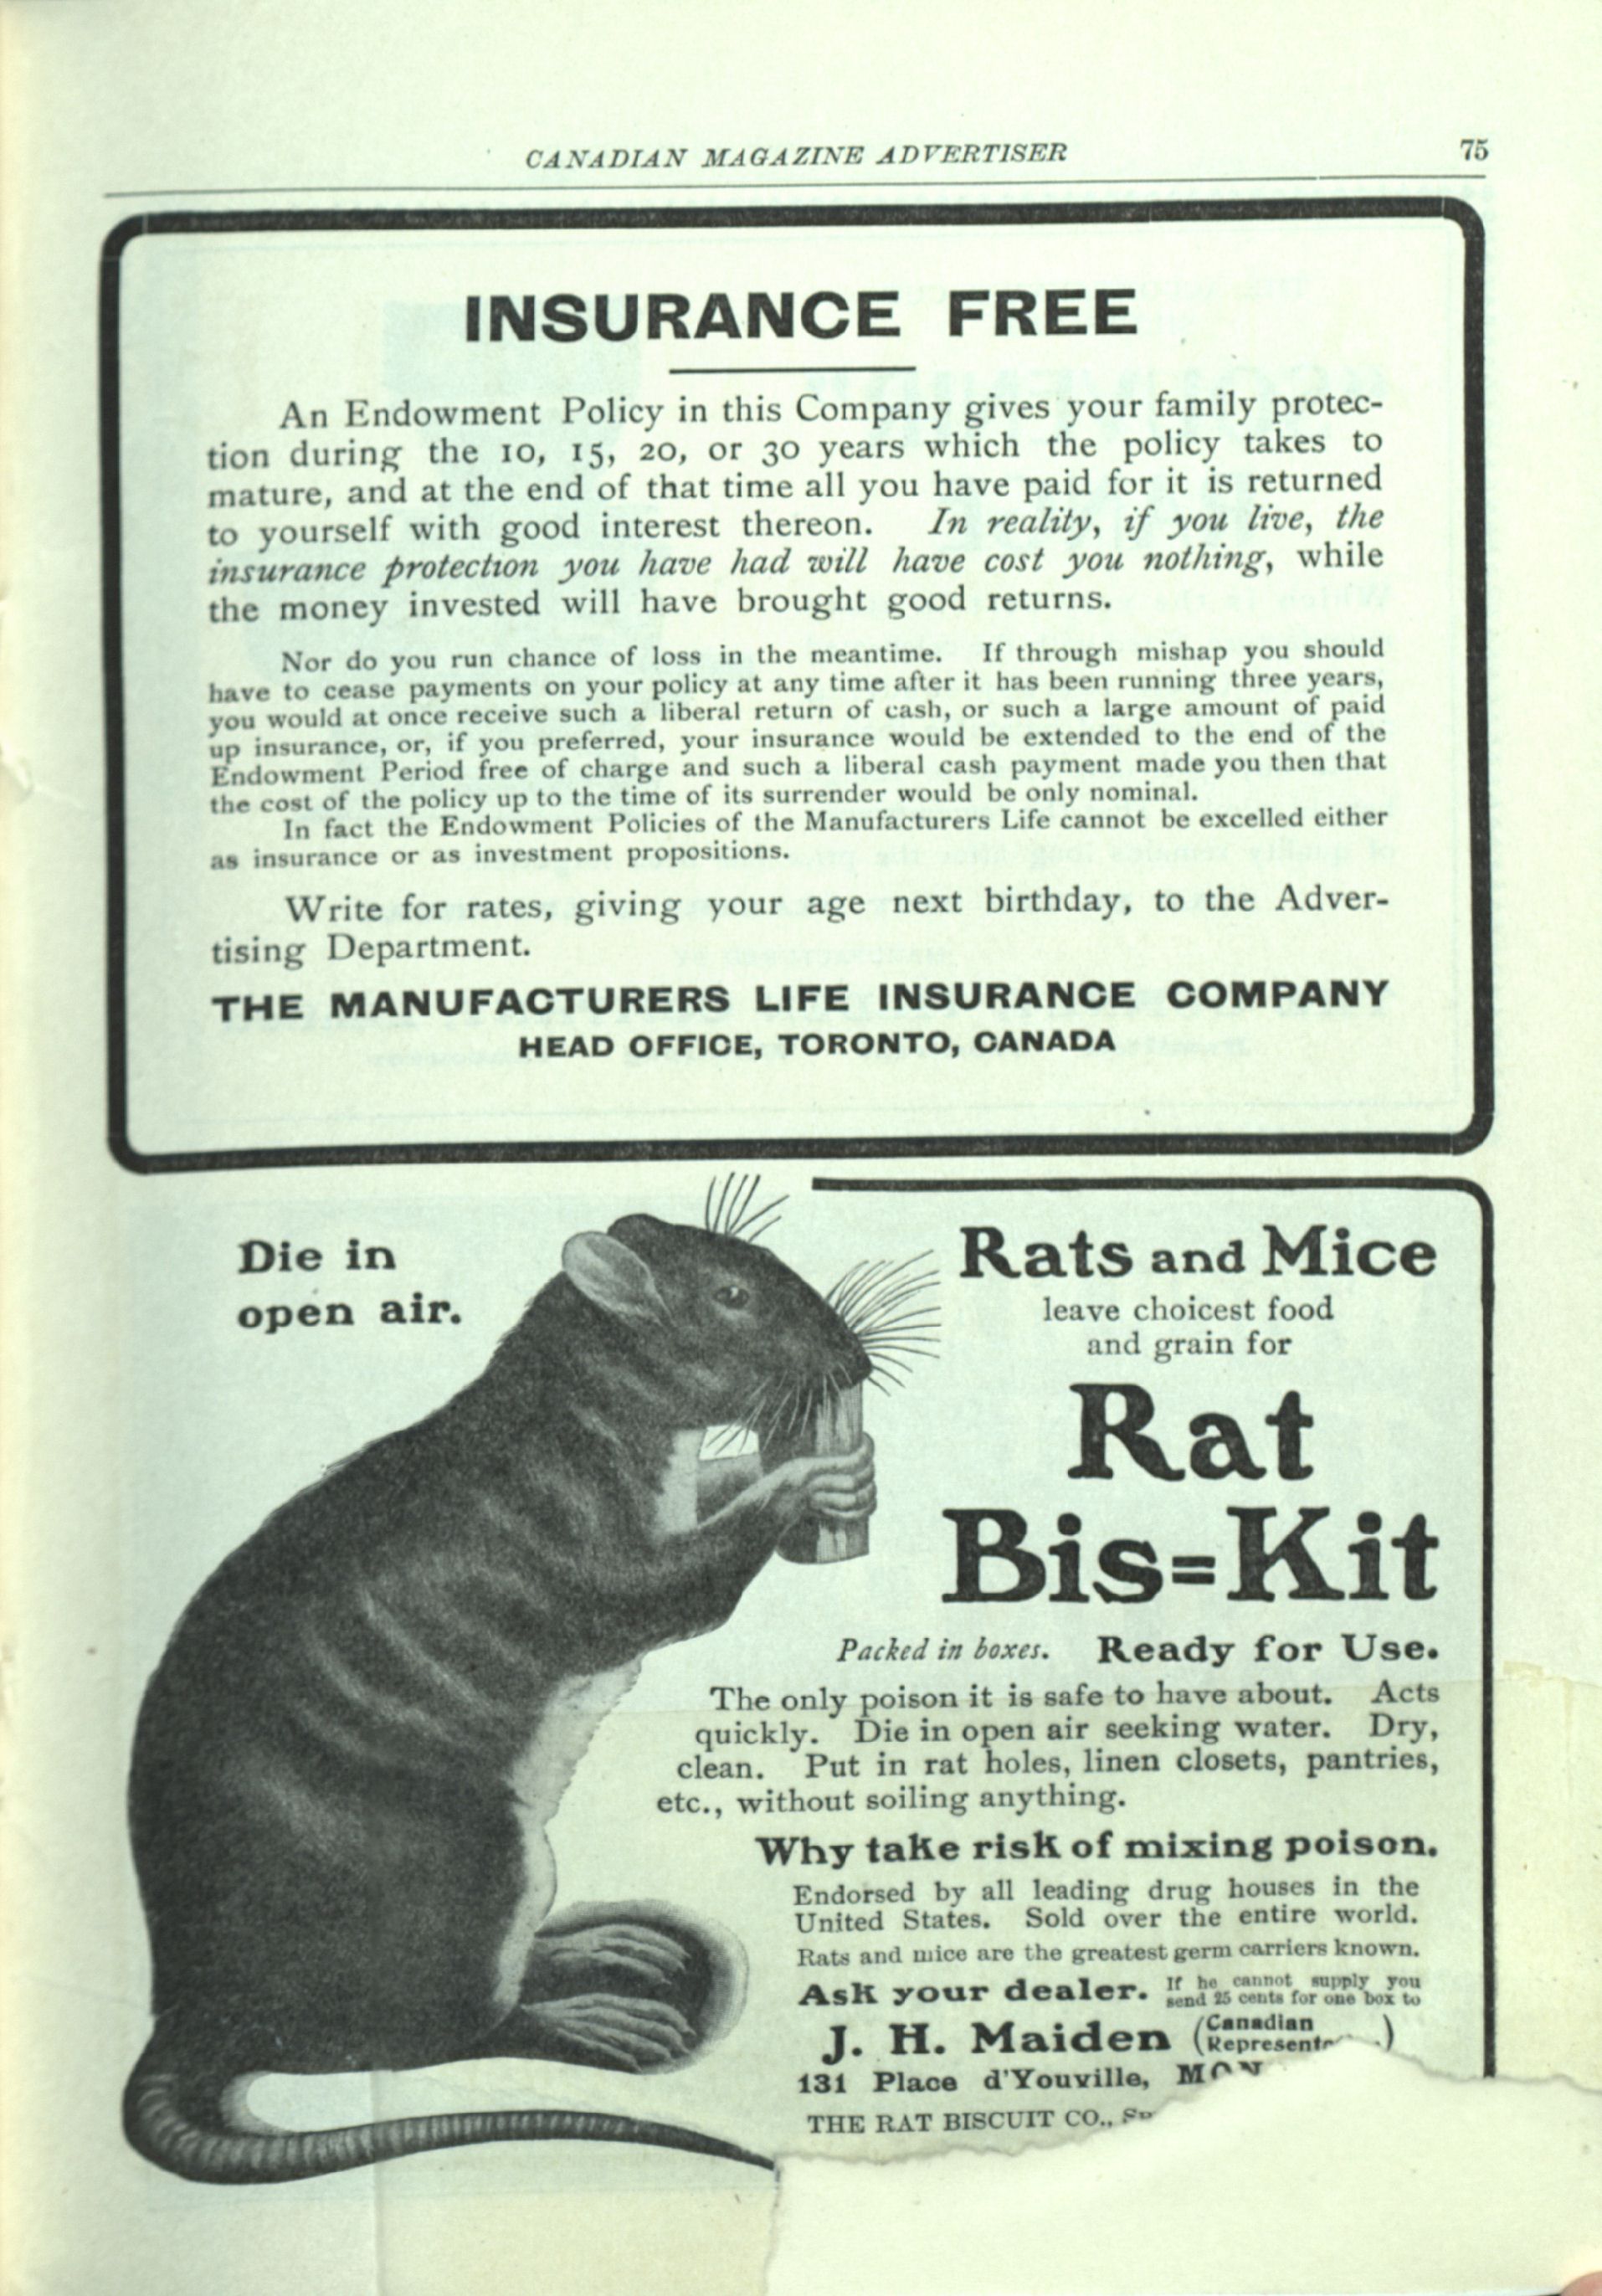 CANADIAN MAGAZINE ADVERTISER
75
INSURANCE FREE
An Endowment Policy in this Company gives your family protec-
tion during the 10, 15, 20, or 30 years which the policy takes to
mature, and at the end of that time all you have paid for it is returned
to yourself with good interest thereon. In reality, if you live, the
insurance protection you have had will have cost you nothing, while
the money invested will have brought good returns.
Nor do you run chance of loss in the meantime. If through mishap you should
have to cease payments on your policy at any time after it has been running three years,
you would at once receive such a liberal return of cash, or such a large amount of paid
up insurance, or, if you preferred, your insurance would be extended to the end of the
Endowment Period free of charge and such a liberal cash payment made you then that
the cost of the policy up to the time of its surrender would be only nominal.
In fact the Endowment Policies of the Manufacturers Life cannot be excelled either
as insurance or as investment propositions.
Write for rates, giving your age next birthday, to the Adver-
tising Department.
THE MANUFACTURERS LIFE INSURANCE COMPANY
HEAD OFFICE, TORONTO, CANADA
Die in
open air.
Rats and Mice
leave choicest food
and grain for
Rat
Bis=Kit
Packed in boxes. Ready for Use.
The only poison it is safe to have about. Acts
quickly. Die in open air seeking water. Dry,
clean. Put in rat holes, linen closets, pantries,
etc., without soiling anything.
Why take risk of mixing poison.
Endorsed by all leading drug houses in the
United States. Sold over the entire world.
Rats and mice are the greatest germ carriers known.
Ask your dealer. If he cannot supply you
send 25 cents for one box to
J. H. Maiden (Canadian
131 Place d'Youville,
THE RAT BISCUIT CO.,